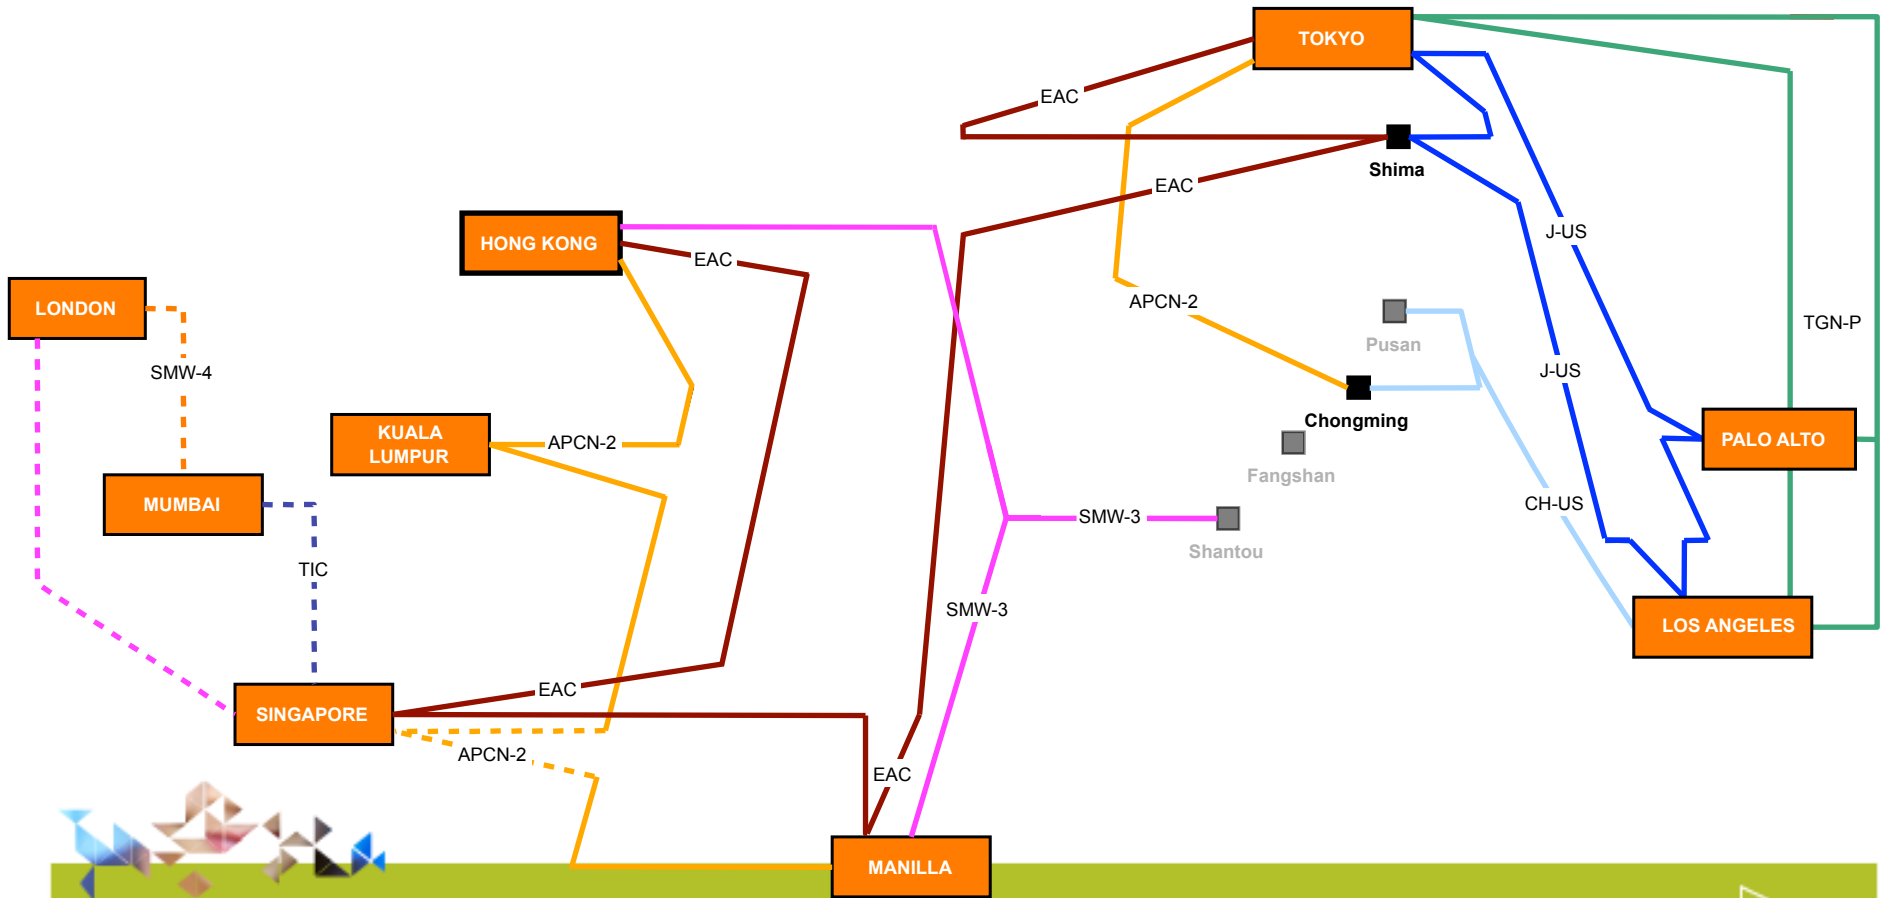 TOKYO
EAC
Shima
EAC
HONG KONG
J-US
EAC
LONDON
APCN-2
TGN-P
Pusan
SMW-4
J-US
Chongming
KUALA
LUMPUR
APCN-2
PALO ALTO
Fangshan
MUMBAI
CH-US
SMW-3
Shantou
TIC
SMW-3
LOS ANGELES
EAC
SINGAPORE
APCN-2
EAC
MANILLA